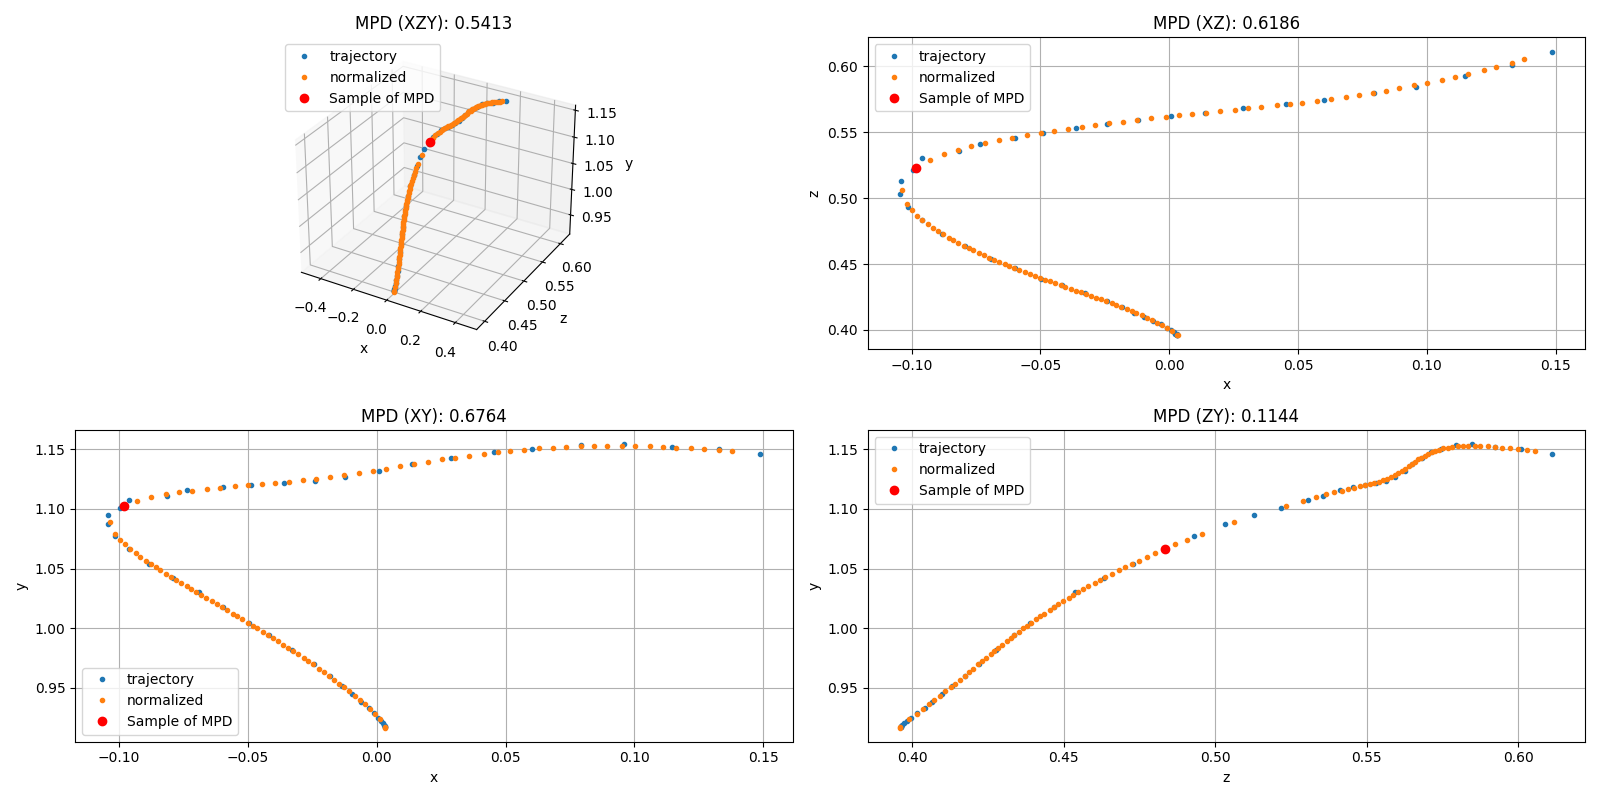 MPD (XZY): 0.5413
trajectory
normalized
Sample of MPD
1.15
1.10
1.05
1.00
0.95
y
−0.4
−0.2
0.0
0.2
0.4
x
0.40
0.45
0.50
0.55
0.60
z
MPD (XZ): 0.6186
trajectory
normalized
Sample of MPD
0.60
0.55
0.50
0.45
0.40
z
−0.10
−0.05
0.00
0.05
0.10
0.15
x
MPD (XY): 0.6764
1.15
1.10
1.05
1.00
0.95
y
trajectory
normalized
Sample of MPD
−0.10
−0.05
0.00
0.05
0.10
0.15
x
MPD (ZY): 0.1144
trajectory
normalized
Sample of MPD
1.15
1.10
1.05
1.00
0.95
y
0.40
0.45
0.50
0.55
0.60
z